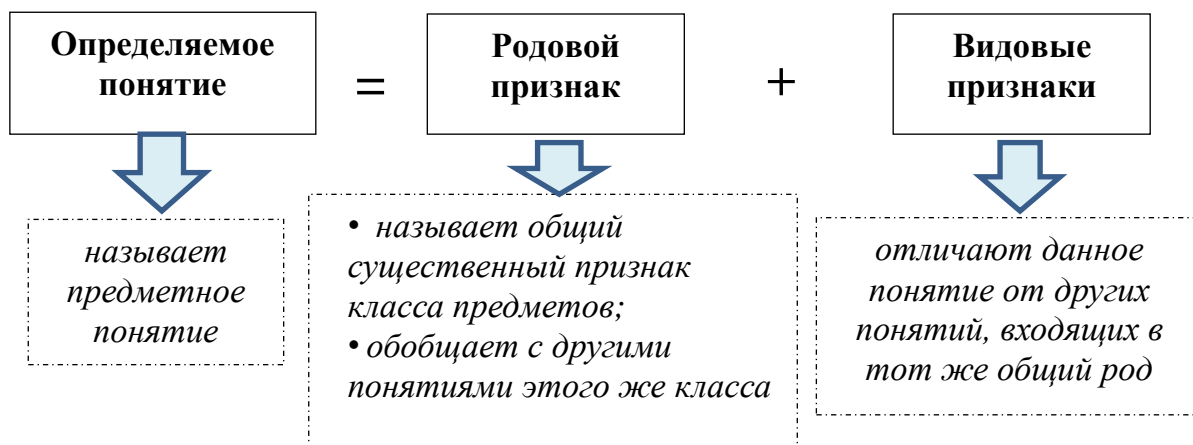 Определяемое
понятие
=
Родовой
признак
+
Видовые
признаки
называет
предметное
понятие
• называет общий
существенный признак
класса предметов;
• обобщает с другими
понятиями этого же класса
отличают данное
понятие от других
понятий, входящих в
тот же общий род